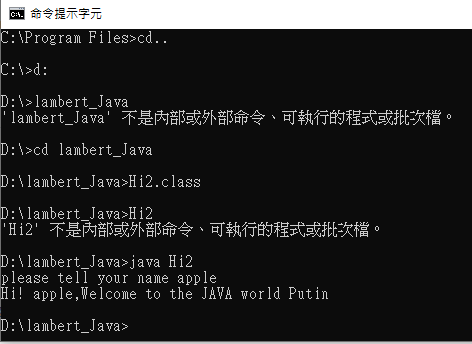 命令提示字元
C:\Program Files>cd..
C:\>d:
D:\>lambert_Java
'lambert_Java' 不是內部或外部命令、可執行的程式或批次檔。
D:\>cd lambert_Java
D:\lambert_Java>Hi2.class
D:\lambert_Java>Hi2
'Hi2' 不是內部或外部命令、可執行的程式或批次檔。
D:\lambert_Java>java Hi2
please tell your name apple
Hi! apple,Welcome to the JAVA world Putin
D:\lambert_Java>